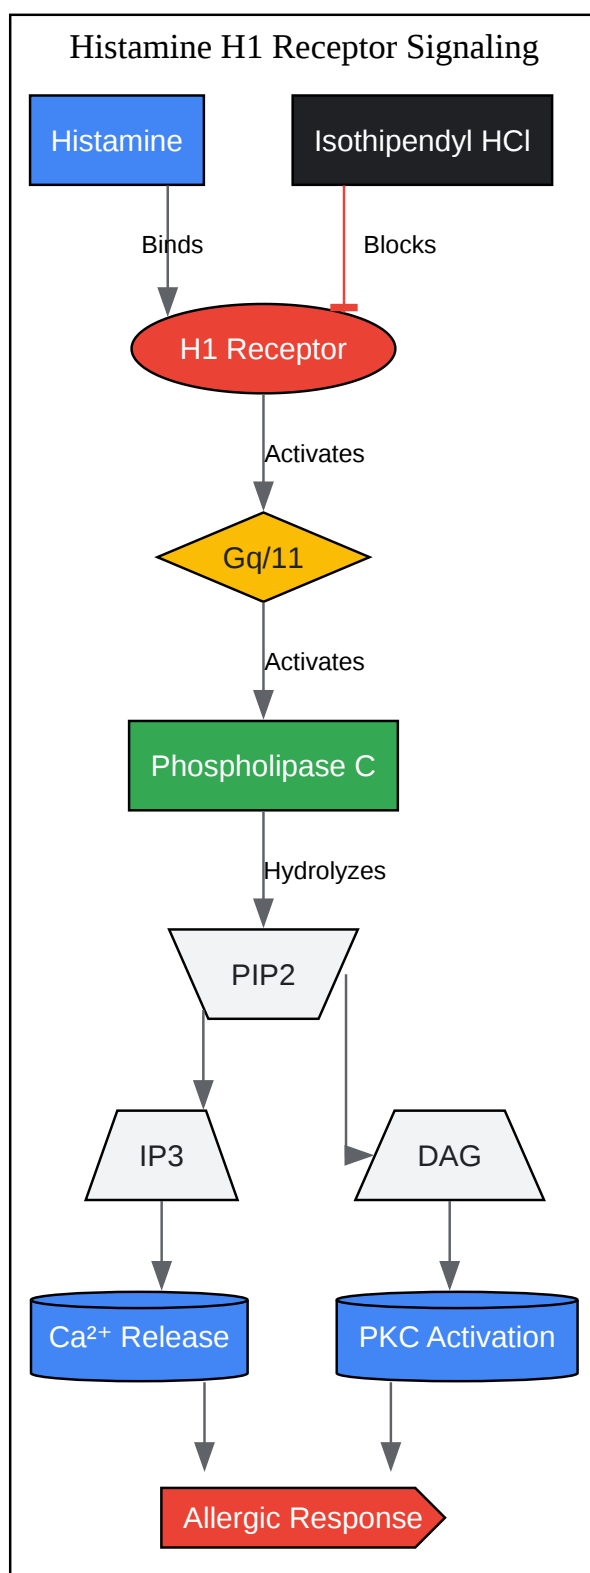 Histamine H1 Receptor Signaling
Histamine
Isothipendyl HCl
Binds
Blocks
H1 Receptor
Activates
Gq/11
Activates
Phospholipase C
Hydrolyzes
PIP2
IP3
DAG
Ca²⁺ Release
PKC Activation
Allergic Response